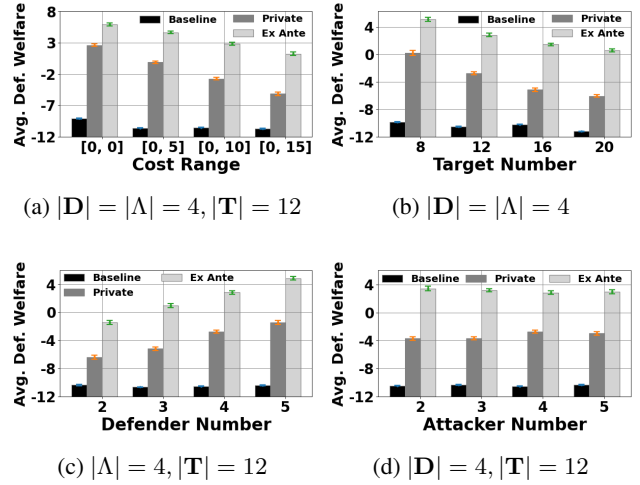 Avg. Def. Welfare
8
3
-2
-7
-12
Baseline
Private
Ex Ante
[0, 0] [0, 5] [0, 10] [0, 15]
Cost Range
(a) |D| = |Λ| = 4, |T| = 12
Avg. Def. Welfare
4
0
-4
-8
-12
Baseline
Private
Ex Ante
8 12 16 20
Target Number
(b) |D| = |Λ| = 4
Avg. Def. Welfare
4
0
-4
-8
-12
Baseline
Private
Ex Ante
2 3 4 5
Defender Number
(c) |Λ| = 4, |T| = 12
Avg. Def. Welfare
4
0
-4
-8
-12
Baseline
Private
Ex Ante
2 3 4 5
Attacker Number
(d) |D| = 4, |T| = 12